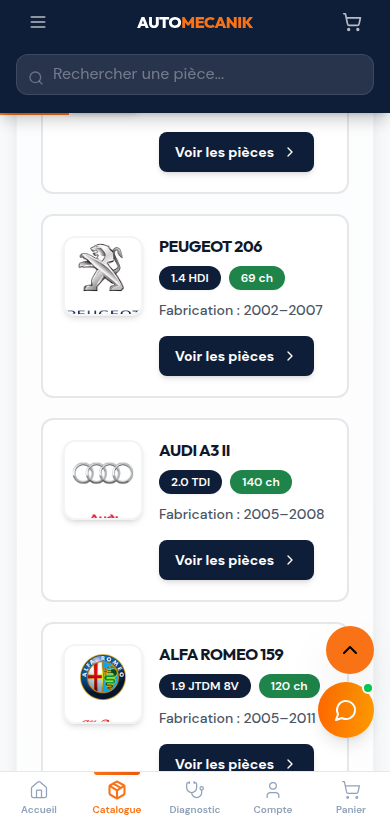 AUTOMECANIK
Rechercher une pièce...
Voir les pièces
PEUGEOT 206
1.4 HDI
69 ch
Fabrication : 2002–2007
Voir les pièces
AUDI A3 II
2.0 TDI
140 ch
Fabrication : 2005–2008
Voir les pièces
ALFA ROMEO 159
1.9 JTDM 8V
120 ch
Fabrication : 2005–2011
Voir les pièces
Accueil
Catalogue
Diagnostic
Compte
Panier